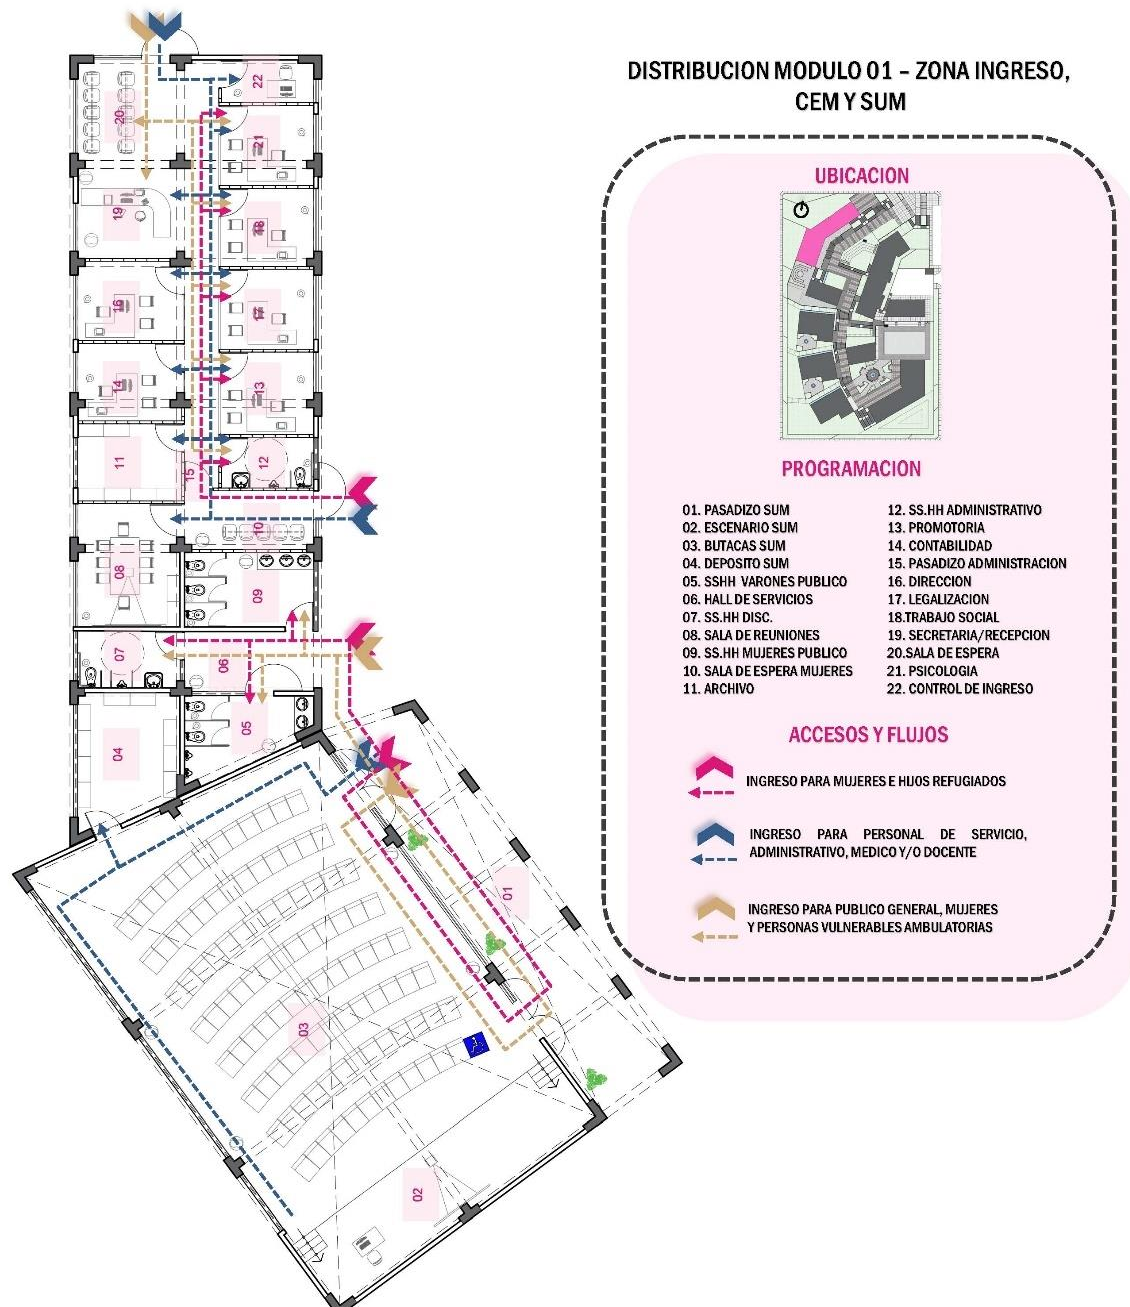 DISTRIBUCION MODULO 01 – ZONA INGRESO,
CEM Y SUM
UBICACION
PROGRAMACION
01. PASADIZO SUM
02. ESCENARIO SUM
03. BUTACAS SUM
04. DEPOSITO SUM
05. SSHH VARONES PUBLICO
06. HALL DE SERVICIOS
07. SS.HH DISC.
08. SALA DE REUNIONES
09. SS.HH MUJERES PUBLICO
10. SALA DE ESPERA MUJERES
11. ARCHIVO
12. SS.HH ADMINISTRATIVO
13. PROMOTORIA
14. CONTABILIDAD
15. PASADIZO ADMINISTRACION
16. DIRECCION
17. LEGALIZACION
18.TRABAJO SOCIAL
19. SECRETARIA/RECEPCION
20.SALA DE ESPERA
21. PSICOLOGIA
22. CONTROL DE INGRESO
ACCESOS Y FLUJOS
INGRESO PARA MUJERES E HIJOS REFUGIADOS
INGRESO PARA PERSONAL DE SERVICIO,
ADMINISTRATIVO, MEDICO Y/O DOCENTE
INGRESO PARA PUBLICO GENERAL, MUJERES
Y PERSONAS VULNERABLES AMBULATORIAS
22
20
21
19
18
16
17
14
13
11
12
15
10
08
09
07
06
05
04
01
03
02